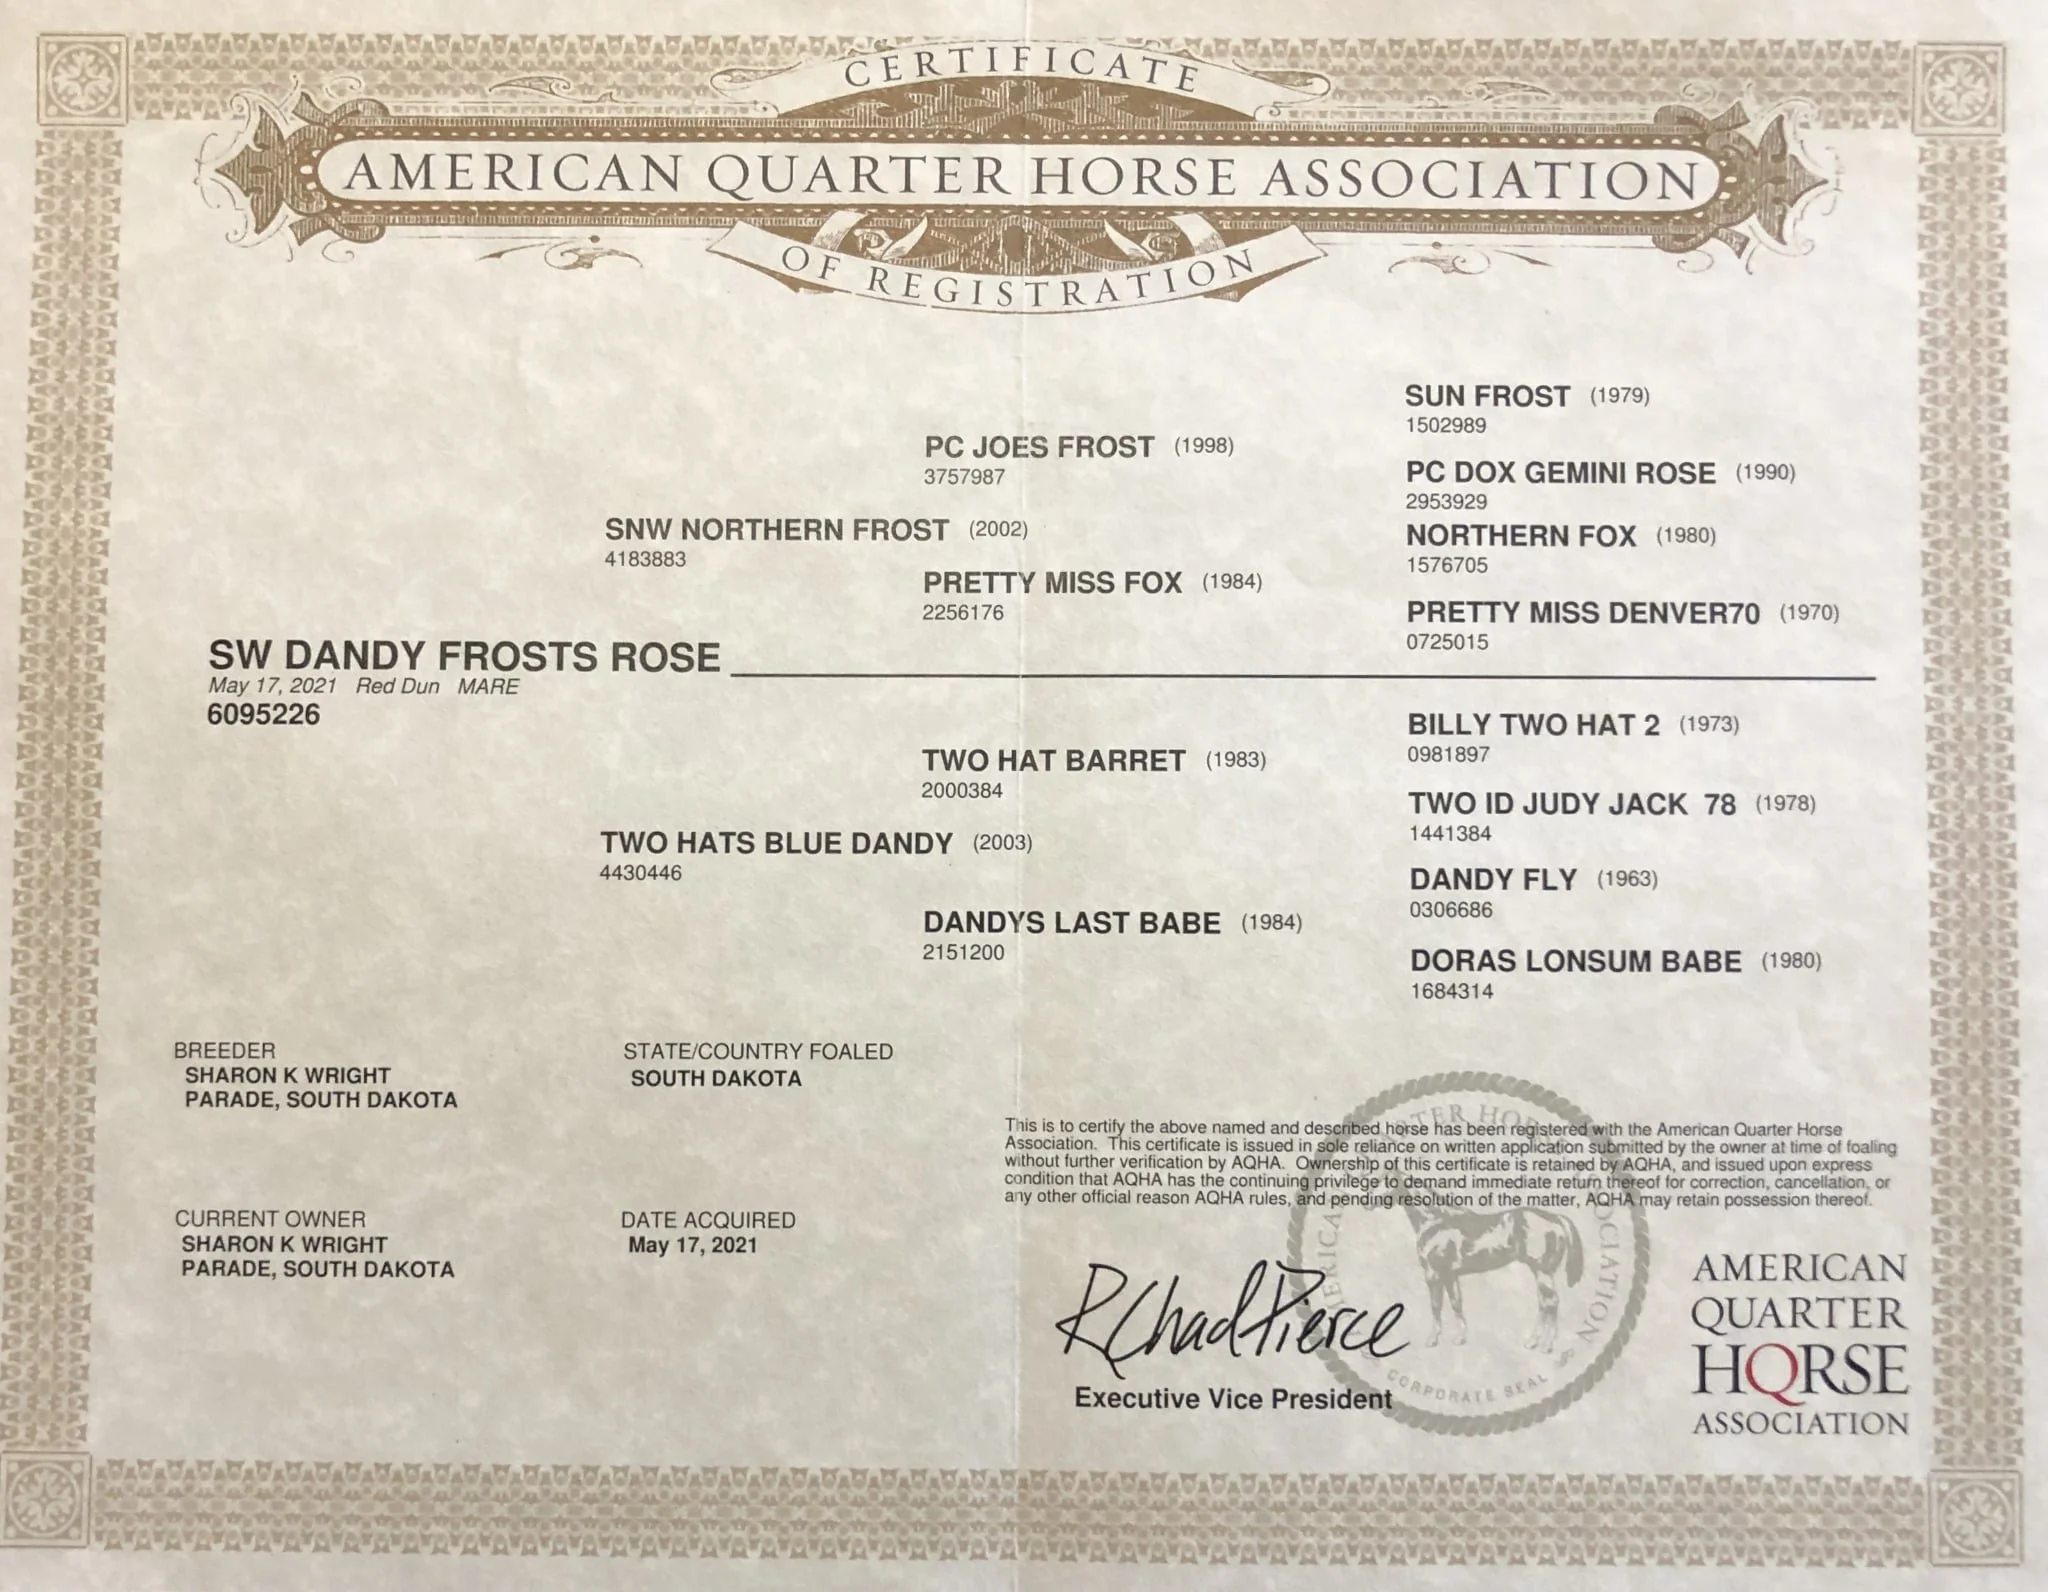 CERTIFICATE
AMERICAN QUARTER HORSE ASSOCIATION
OF REGISTRATION
SUN FROST (1979)
1502989
PC JOES FROST (1998)
3757987
PC DOX GEMINI ROSE (1990)
2953929
SNW NORTHERN FROST (2002)
4183883
NORTHERN FOX (1980)
1576705
PRETTY MISS FOX (1984)
2256176
PRETTY MISS DENVER70 (1970)
0725015
SW DANDY FROSTS ROSE
May 17, 2021 Red Dun MARE
6095226
BILLY TWO HAT 2 (1973)
0981897
TWO HAT BARRET (1983)
2000384
TWO ID JUDY JACK 78 (1978)
1441384
TWO HATS BLUE DANDY (2003)
4430446
DANDY FLY (1963)
0306686
DANDYS LAST BABE (1984)
2151200
DORAS LONSUM BABE (1980)
1684314
BREEDER
SHARON K WRIGHT
PARADE, SOUTH DAKOTA
STATE/COUNTRY FOALED
SOUTH DAKOTA
This is to certify the above named and described horse has been registered with the American Quarter Horse
Association. This certificate is issued in sole reliance on written application submitted by the owner at time of foaling
without further verification by AQHA. Ownership of this certificate is retained by AQHA, and issued upon express
condition that AQHA has the continuing privilege to demand immediate return thereof for correction, cancellation, or
any other official reason AQHA rules, and pending resolution of the matter, AQHA may retain possession thereof.
CURRENT OWNER
SHARON K WRIGHT
PARADE, SOUTH DAKOTA
DATE ACQUIRED
May 17, 2021
R Chad Pierce
Executive Vice President
CORPORATE SEAL
AMERICAN
QUARTER
HORSE
ASSOCIATION